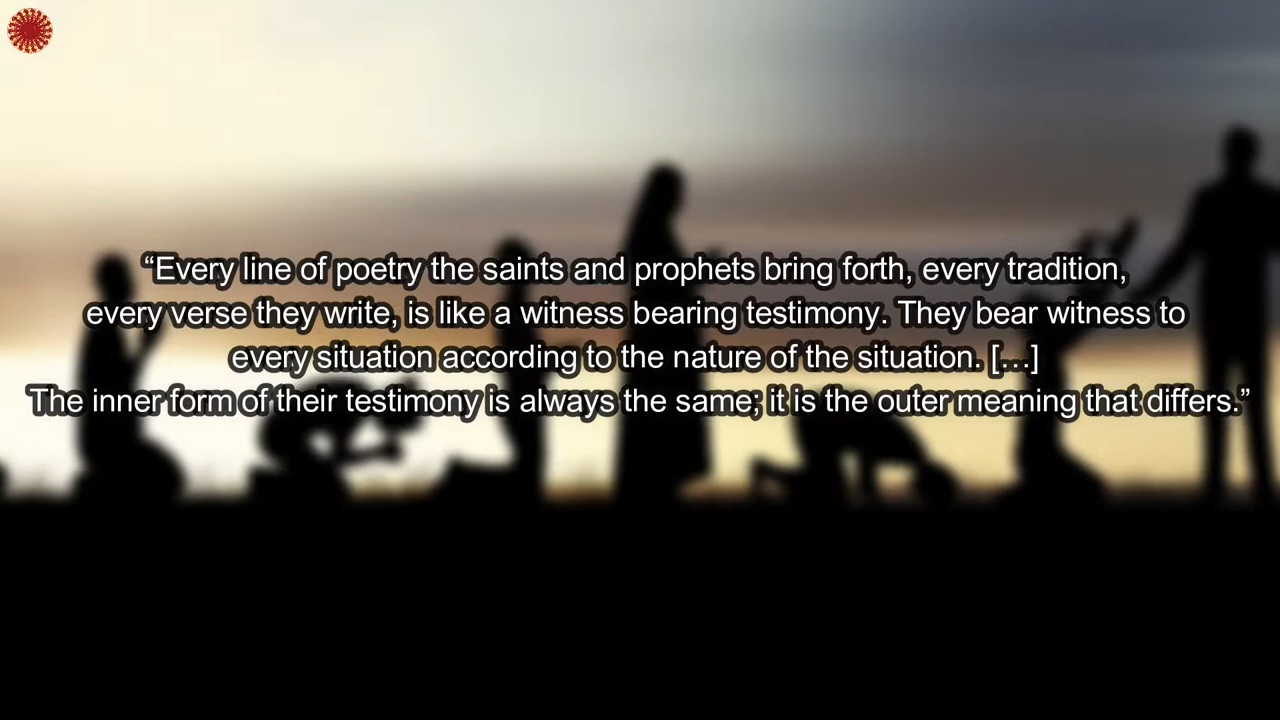 “Every line of poetry the saints and prophets bring forth, every tradition,
every verse they write, is like a witness bearing testimony. They bear witness to
every situation according to the nature of the situation. […]
The inner form of their testimony is always the same; it is the outer meaning that differs.”